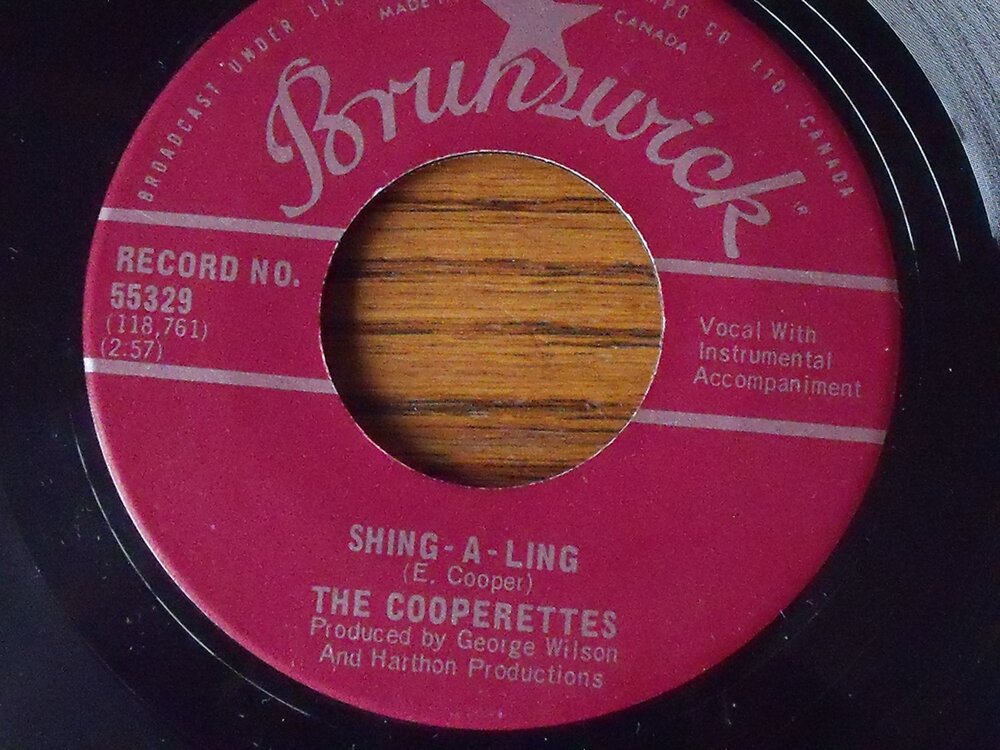 MADE
CANADA
BROADCAST UNDER
CO LTD. CANADA
Brunswick
RECORD NO.
55329
(118,761)
(2:57)
Vocal With
Instrumental
Accompaniment
SHING-A-LING
(E. Cooper)
THE COOPERETTES
Produced by George Wilson
And Harthon Productions